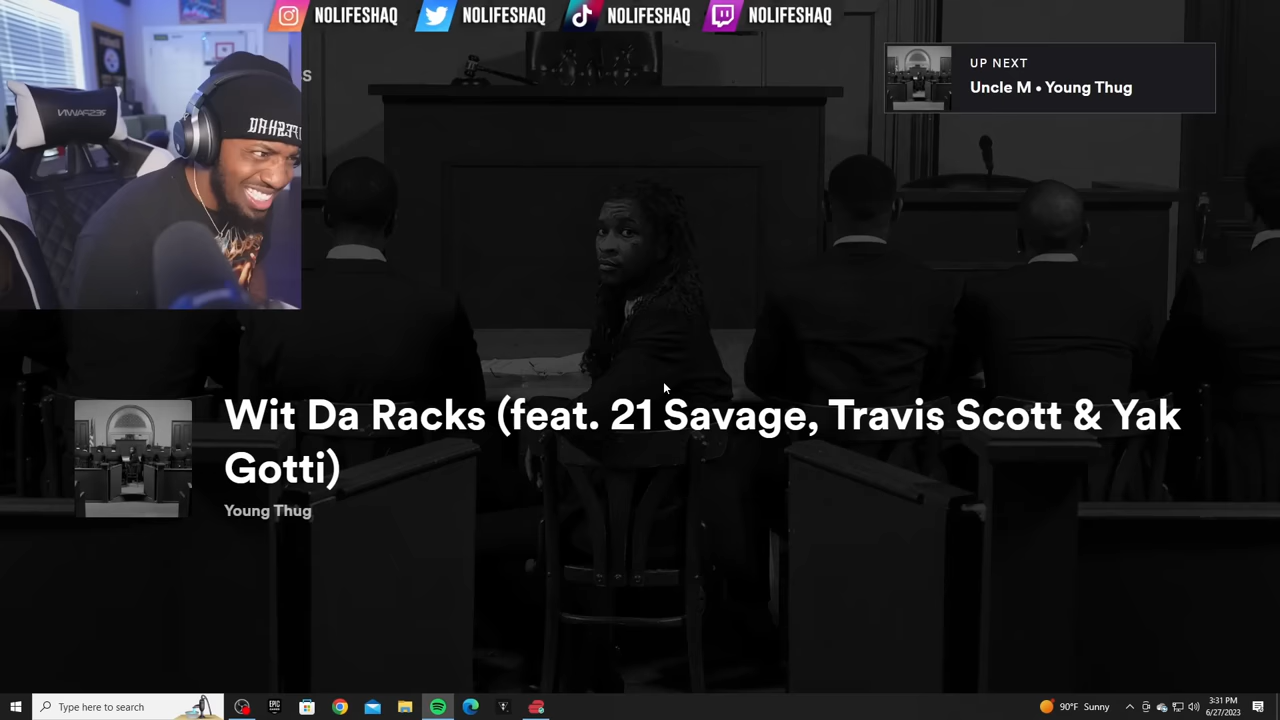 NOLIFESHAQ
NOLIFESHAQ
NOLIFESHAQ
NOLIFESHAQ
S
UP NEXT
Uncle M • Young Thug
Wit Da Racks (feat. 21 Savage, Travis Scott & Yak
Gotti)
Young Thug
Type here to search
EPIC
90°F Sunny
3:31 PM
6/27/2023